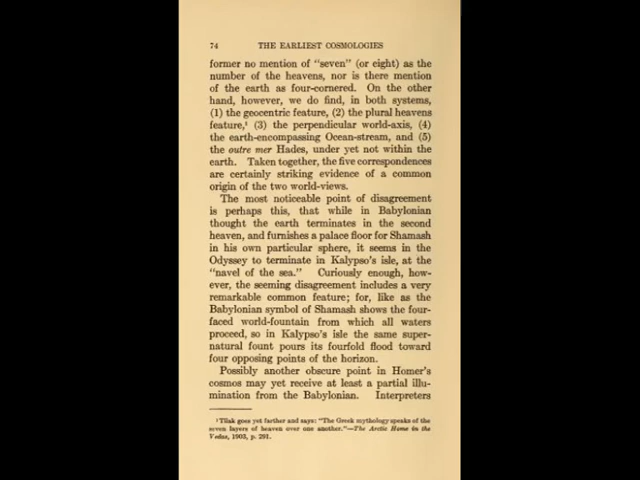 74 THE EARLIEST COSMOLOGIES
former no mention of "seven" (or eight) as the
number of the heavens, nor is there mention
of the earth as four-cornered. On the other
hand, however, we do find, in both systems,
(1) the geocentric feature, (2) the plural heavens
feature,¹ (3) the perpendicular world-axis, (4)
the earth-encompassing Ocean-stream, and (5)
the outre mer Hades, under yet not within the
earth. Taken together, the five correspondences
are certainly striking evidence of a common
origin of the two world-views.
The most noticeable point of disagreement
is perhaps this, that while in Babylonian
thought the earth terminates in the second
heaven, and furnishes a palace floor for Shamash
in his own particular sphere, it seems in the
Odyssey to terminate in Kalypso's isle, at the
"navel of the sea." Curiously enough, how-
ever, the seeming disagreement includes a very
remarkable common feature; for, like as the
Babylonian symbol of Shamash shows the four-
faced world-fountain from which all waters
proceed, so in Kalypso's isle the same super-
natural fount pours its fourfold flood toward
four opposing points of the horizon.
Possibly another obscure point in Homer's
cosmos may yet receive at least a partial illu-
mination from the Babylonian. Interpreters
¹ Tilak goes yet farther and says: "The Greek mythology speaks of the
seven layers of heaven over one another."—The Arctic Home in the
Vedas, 1903, p. 291.